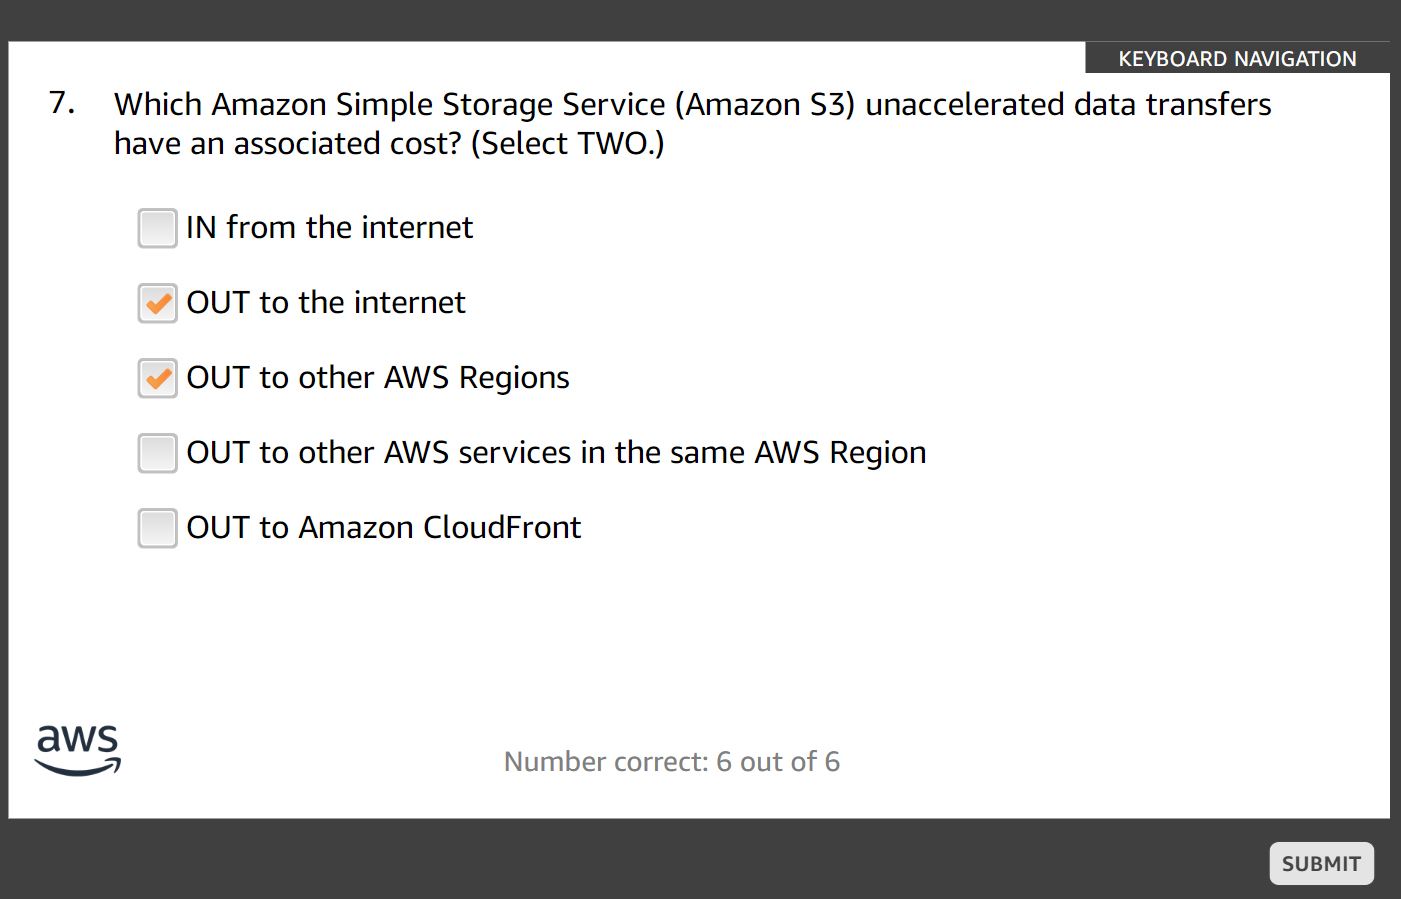 KEYBOARD NAVIGATION
7. Which Amazon Simple Storage Service (Amazon S3) unaccelerated data transfers
have an associated cost? (Select TWO.)
IN from the internet
OUT to the internet
OUT to other AWS Regions
OUT to other AWS services in the same AWS Region
OUT to Amazon CloudFront
aws
Number correct: 6 out of 6
SUBMIT